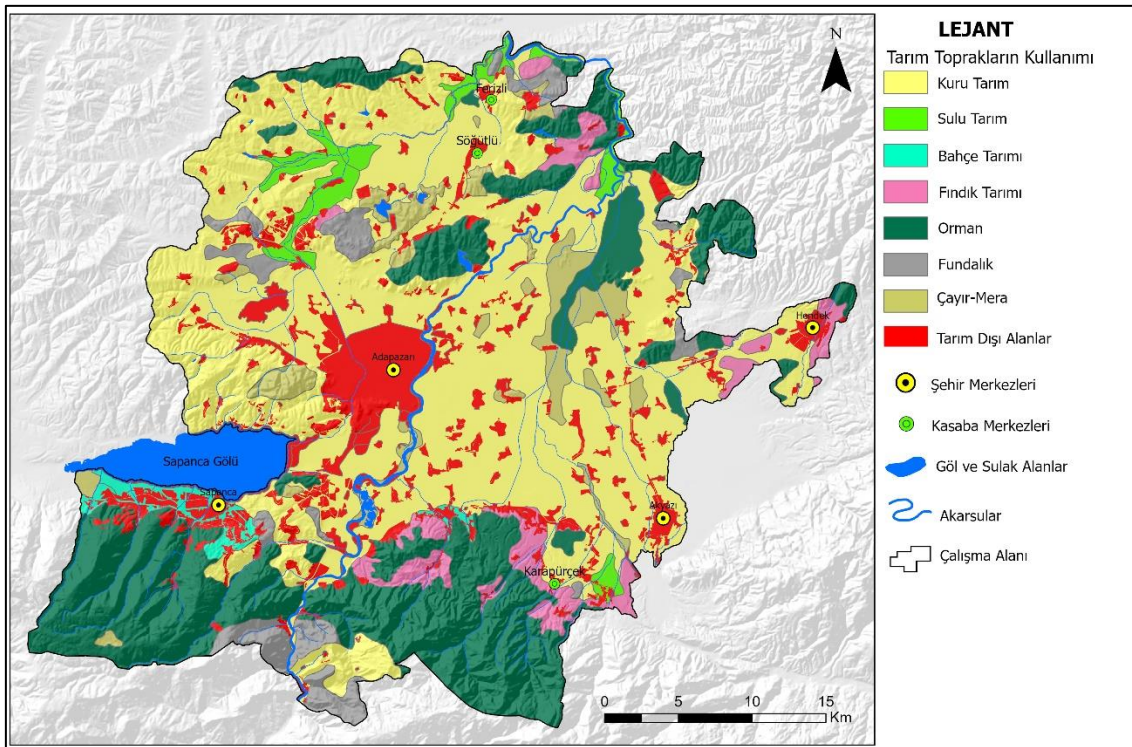 LEJANT
Tarım Toprakların Kullanımı
Kuru Tarım
Sulu Tarım
Bahçe Tarımı
Fındık Tarımı
Orman
Fundalık
Çayır-Mera
Tarım Dışı Alanlar
Şehir Merkezleri
Kasaba Merkezleri
Göl ve Sulak Alanlar
Akarsular
Çalışma Alanı
N
Ferizli
Söğütlü
Hendek
Adapazarı
Sapanca Gölü
Sapanca
Akyazı
Karapürçek
0 5 10 15
Km